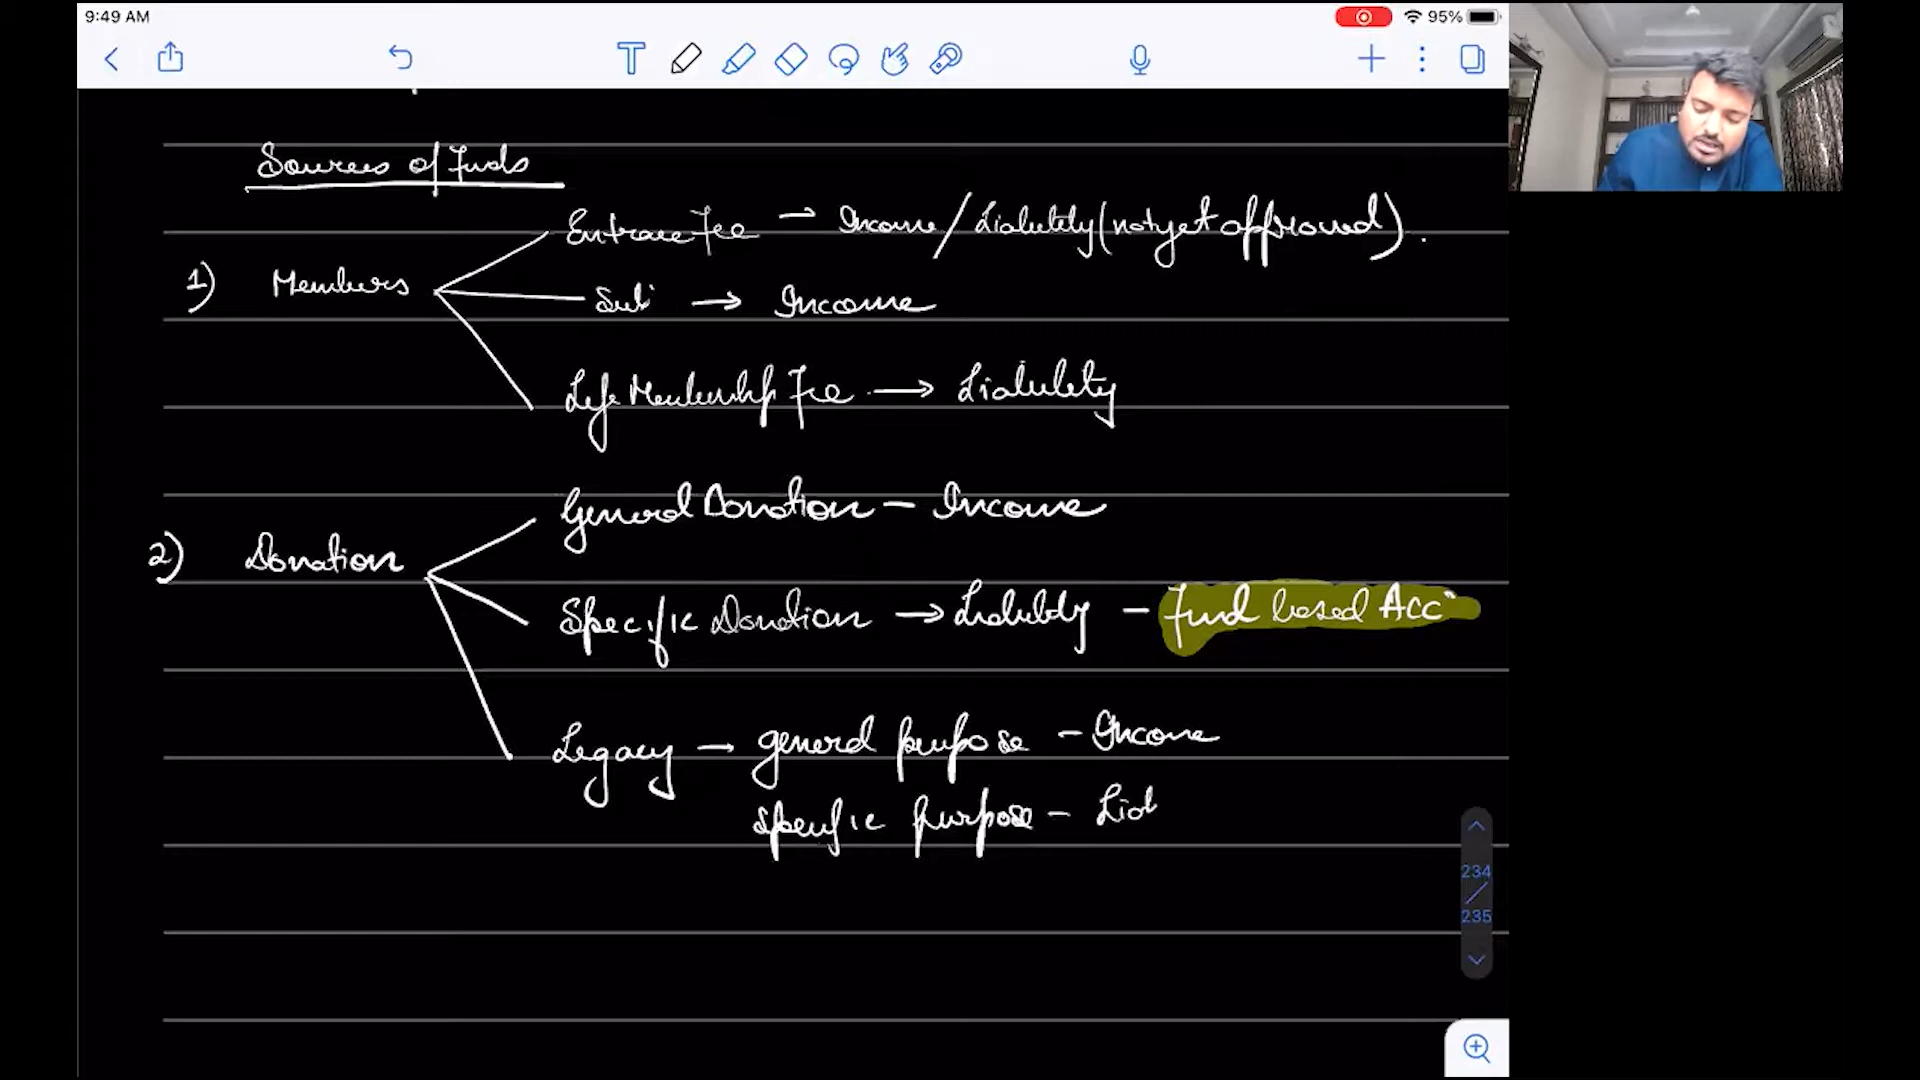 9:49 AM
95%
Sources of Funds
Entrance Fee → Income / Liability (not yet approved).
1) Members
Sub → Income
Life Membership Fee → Liability
General Donation - Income
2) Donation
Specific Donation → Liability - Fund based Acc
Legacy → general purpose - Income
specific purpose - Liab
234
235